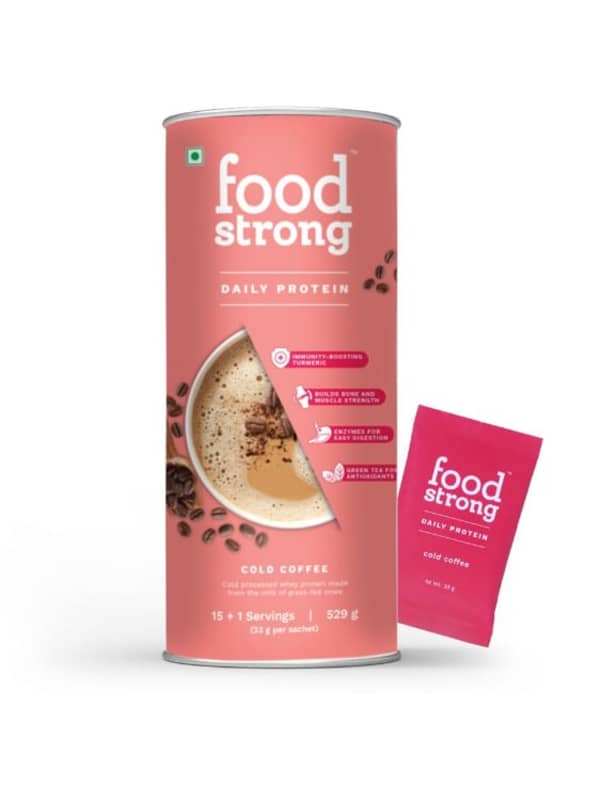 food™
strong
DAILY PROTEIN
IMMUNITY-BOOSTING
TURMERIC
BUILDS BONE AND
MUSCLE STRENGTH
ENZYMES FOR
EASY DIGESTION
GREEN TEA FOR
ANTIOXIDANTS
COLD COFFEE
Cold processed whey protein made
from the milk of grass-fed cows
15 + 1 Servings | 529 g
(33 g per sachet)
food™
strong
DAILY PROTEIN
cold coffee